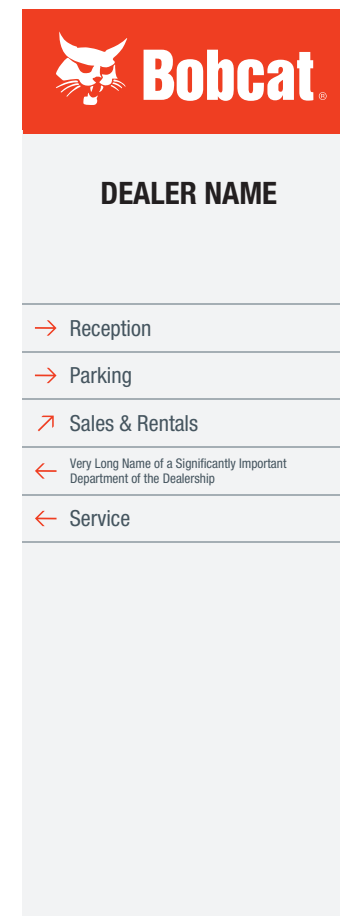 Bobcat®
DEALER NAME
Reception
Parking
Sales & Rentals
Very Long Name of a Significantly Important
Department of the Dealership
Service